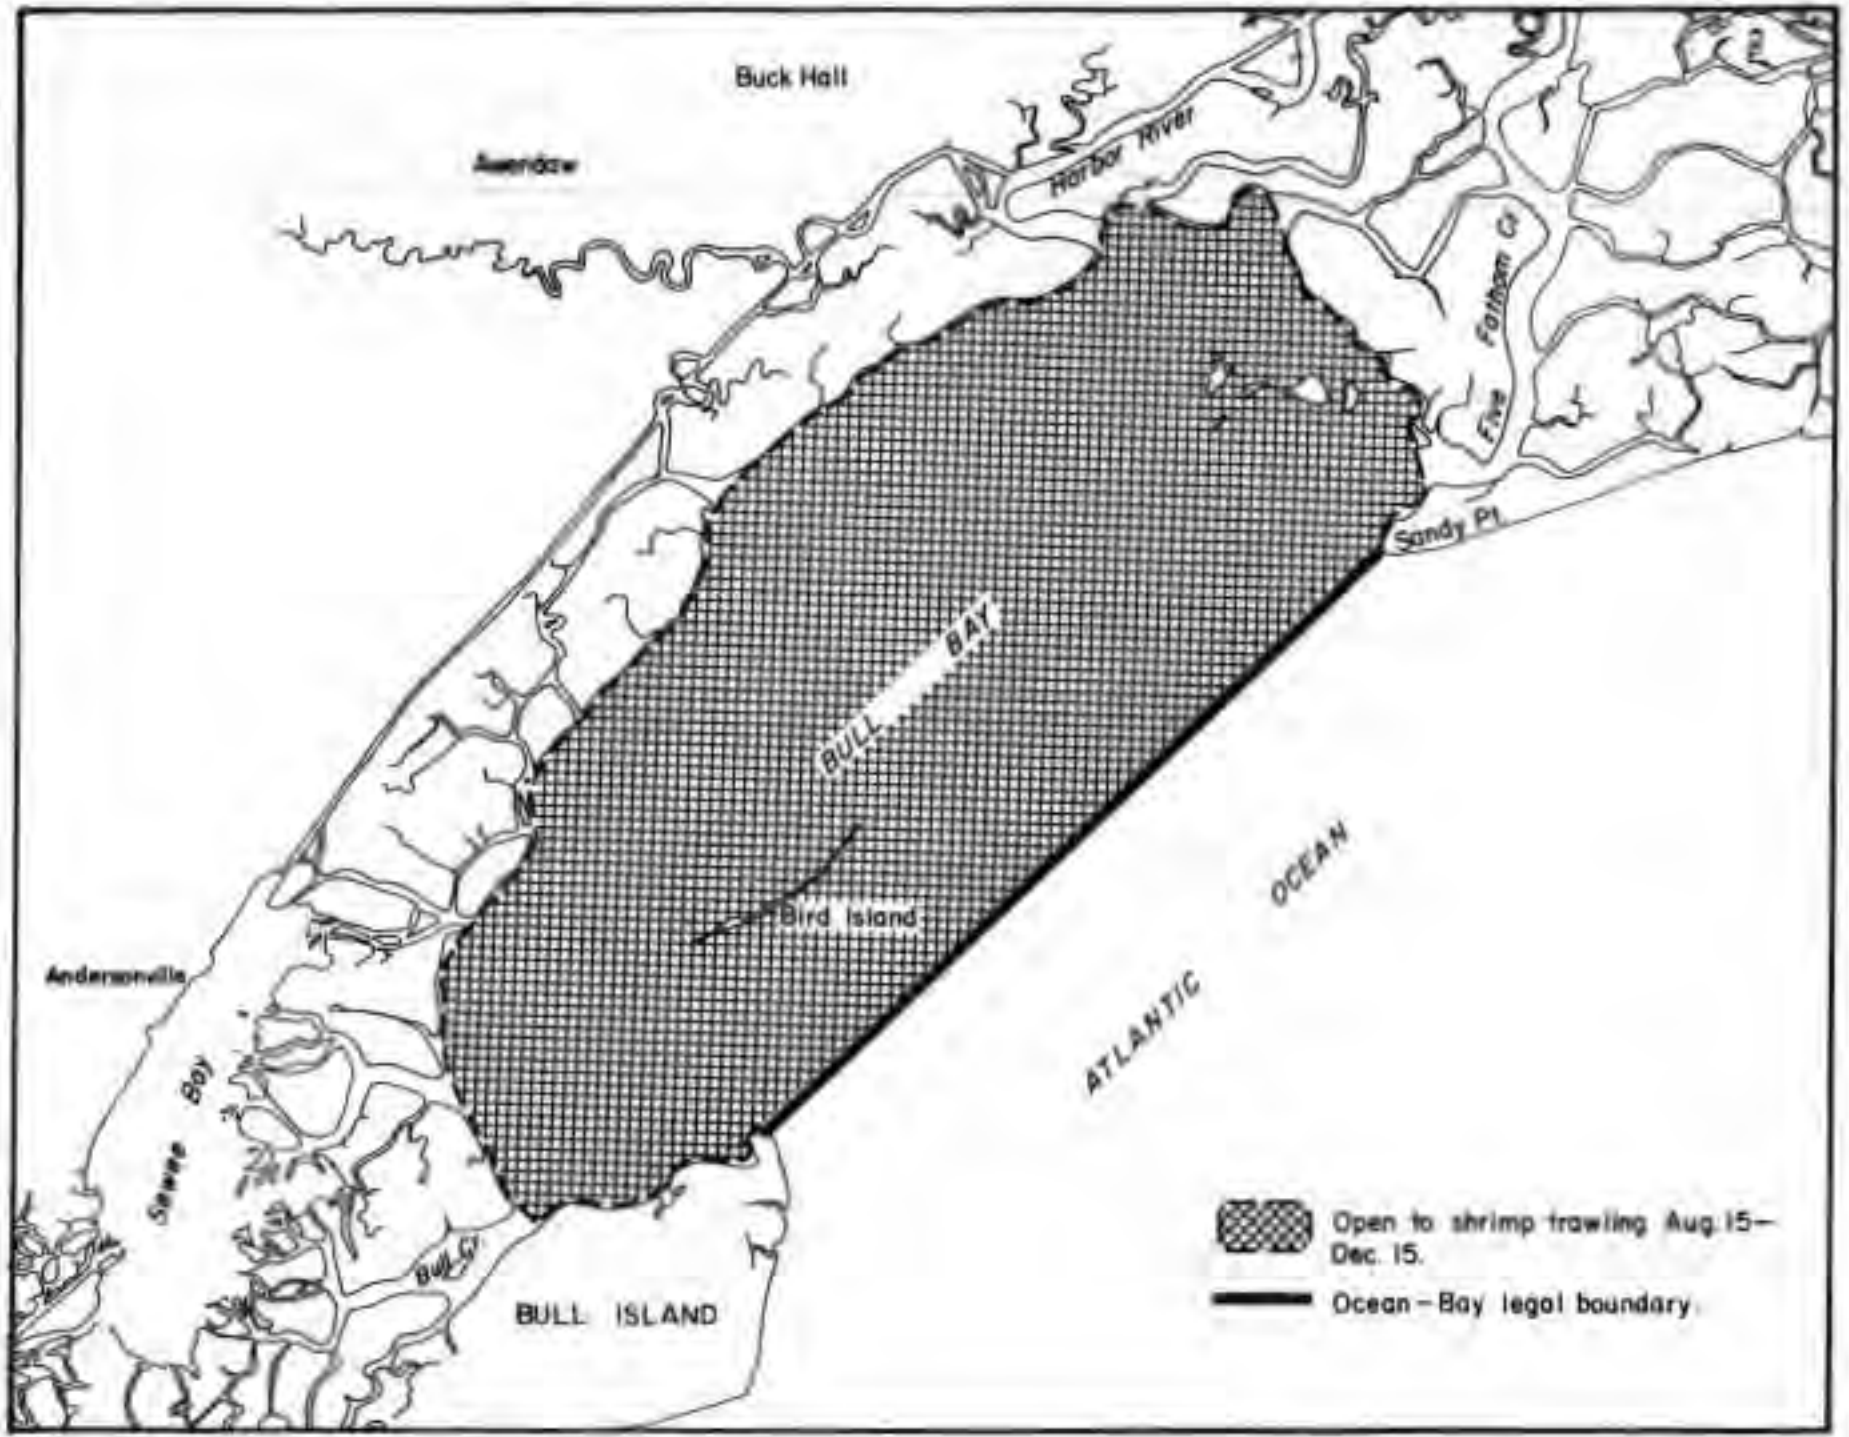 Buck Hall
Awendaw
Harbor River
Five Fathom Cr
Sandy Pt.
BULL BAY
Bird Island
OCEAN
ATLANTIC
Andersonville
Sewee Bay
Bull Cr
BULL ISLAND
Open to shrimp trawling Aug. 15–
Dec. 15.
Ocean–Bay legal boundary.